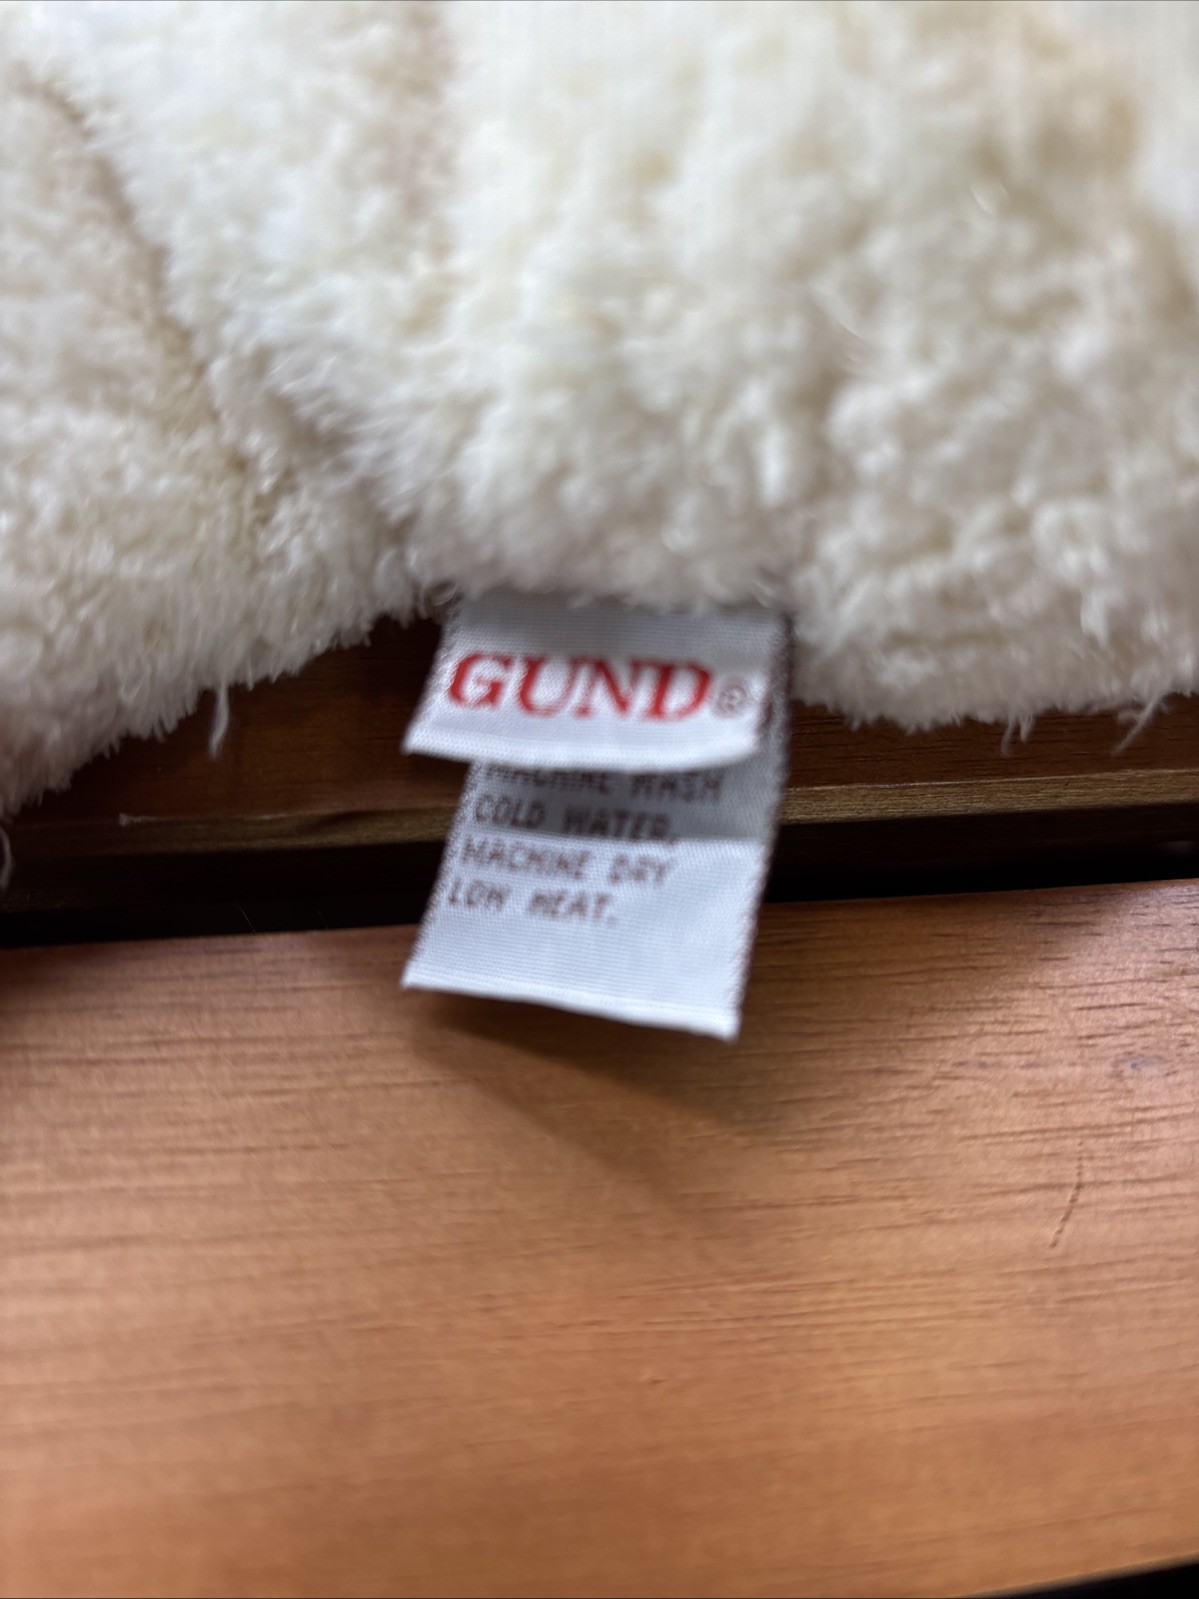 GUND®
MACHINE WASH
COLD WATER.
MACHINE DRY
LOW HEAT.